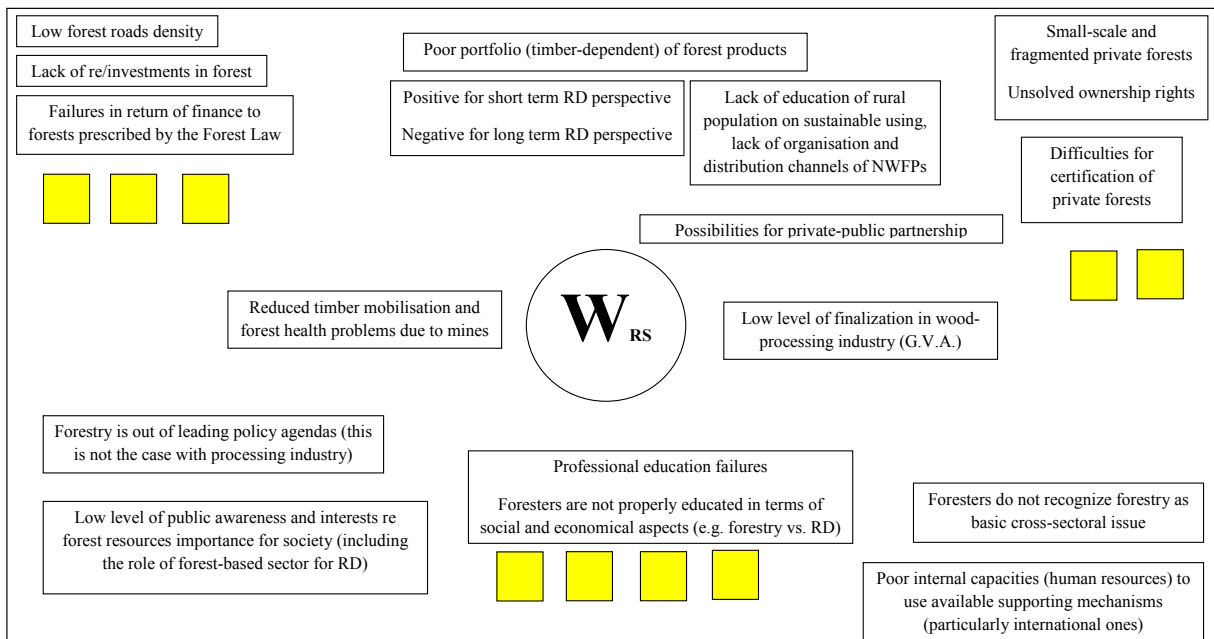 Low forest roads density
Lack of re/investments in forest
Failures in return of finance to
forests prescribed by the Forest Law
Poor portfolio (timber-dependent) of forest products
Positive for short term RD perspective
Negative for long term RD perspective
Lack of education of rural
population on sustainable using,
lack of organisation and
distribution channels of NWFPs
Small-scale and
fragmented private forests
Unsolved ownership rights
Difficulties for
certification of
private forests
Possibilities for private-public partnership
Reduced timber mobilisation and
forest health problems due to mines
W RS
Low level of finalization in wood-
processing industry (G.V.A.)
Forestry is out of leading policy agendas (this
is not the case with processing industry)
Low level of public awareness and interests re
forest resources importance for society (including
the role of forest-based sector for RD)
Professional education failures
Foresters are not properly educated in terms of
social and economical aspects (e.g. forestry vs. RD)
Foresters do not recognize forestry as
basic cross-sectoral issue
Poor internal capacities (human resources) to
use available supporting mechanisms
(particularly international ones)